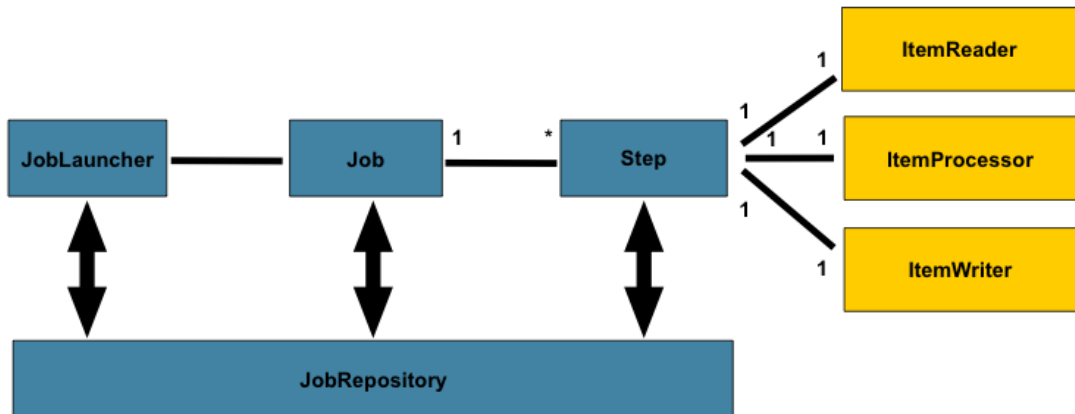 ItemReader
1
1
JobLauncher
Job
1
*
Step
1
1
ItemProcessor
1
1
ItemWriter
JobRepository